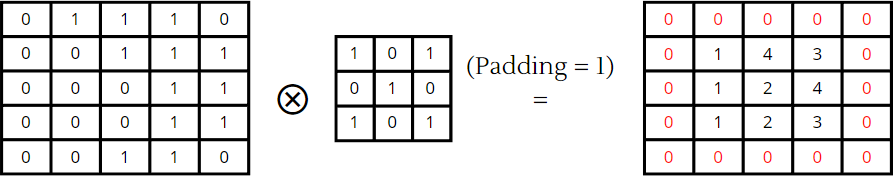 0 1 1 1 0
0 0 1 1 1
0 0 0 1 1
0 0 0 1 1
0 0 1 1 0
⊗
1 0 1
0 1 0
1 0 1
(Padding = 1)
=
0 0 0 0 0
0 1 4 3 0
0 1 2 4 0
0 1 2 3 0
0 0 0 0 0